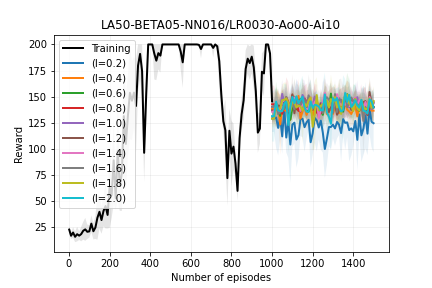 LA50-BETA05-NN016/LR0030-Ao00-Ai10
Reward
200
175
150
125
100
75
50
25
Training
(l=0.2)
(l=0.4)
(l=0.6)
(l=0.8)
(l=1.0)
(l=1.2)
(l=1.4)
(l=1.6)
(l=1.8)
(l=2.0)
0 200 400 600 800 1000 1200 1400
Number of episodes